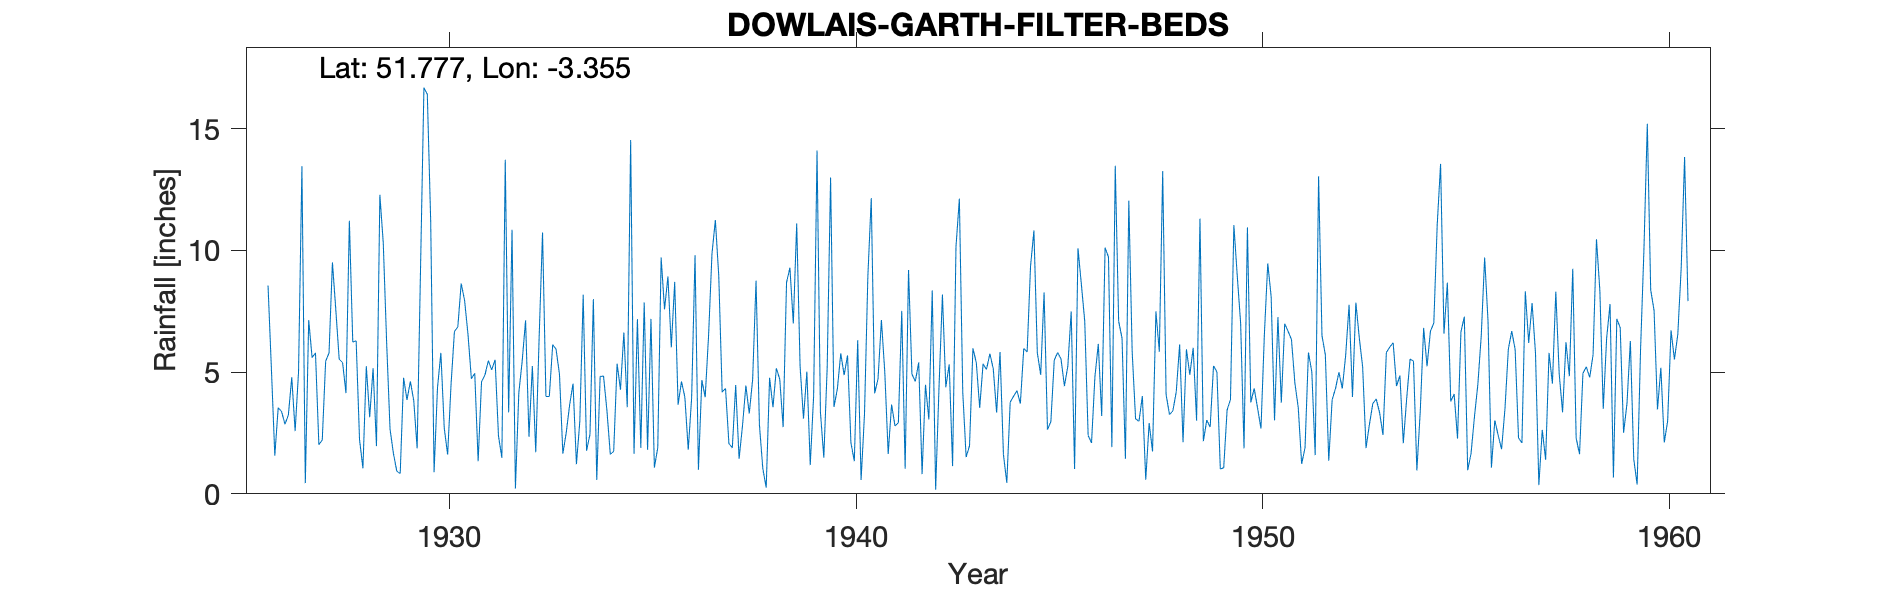 DOWLAIS-GARTH-FILTER-BEDS
Lat: 51.777, Lon: -3.355
15
10
5
0
Rainfall [inches]
1930 1940 1950 1960
Year